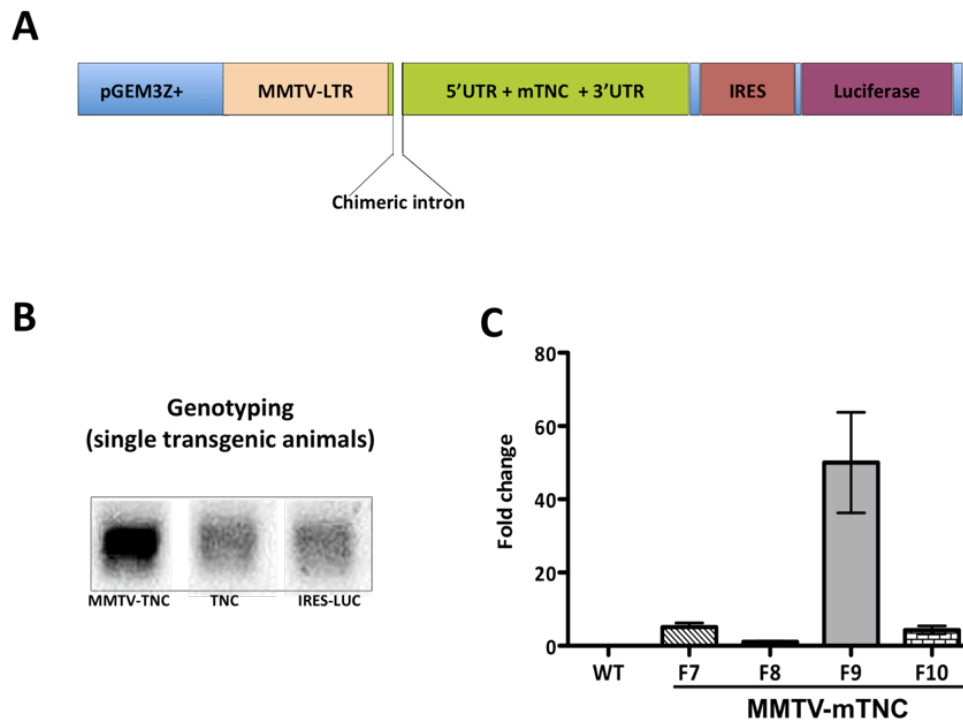 A
pGEM3Z+ MMTV-LTR 5'UTR + mTNC + 3'UTR IRES Luciferase
Chimeric intron
B
Genotyping
(single transgenic animals)
MMTV-TNC TNC IRES-LUC
C
Fold change
80
60
40
20
0
WT F7 F8 F9 F10
MMTV-mTNC